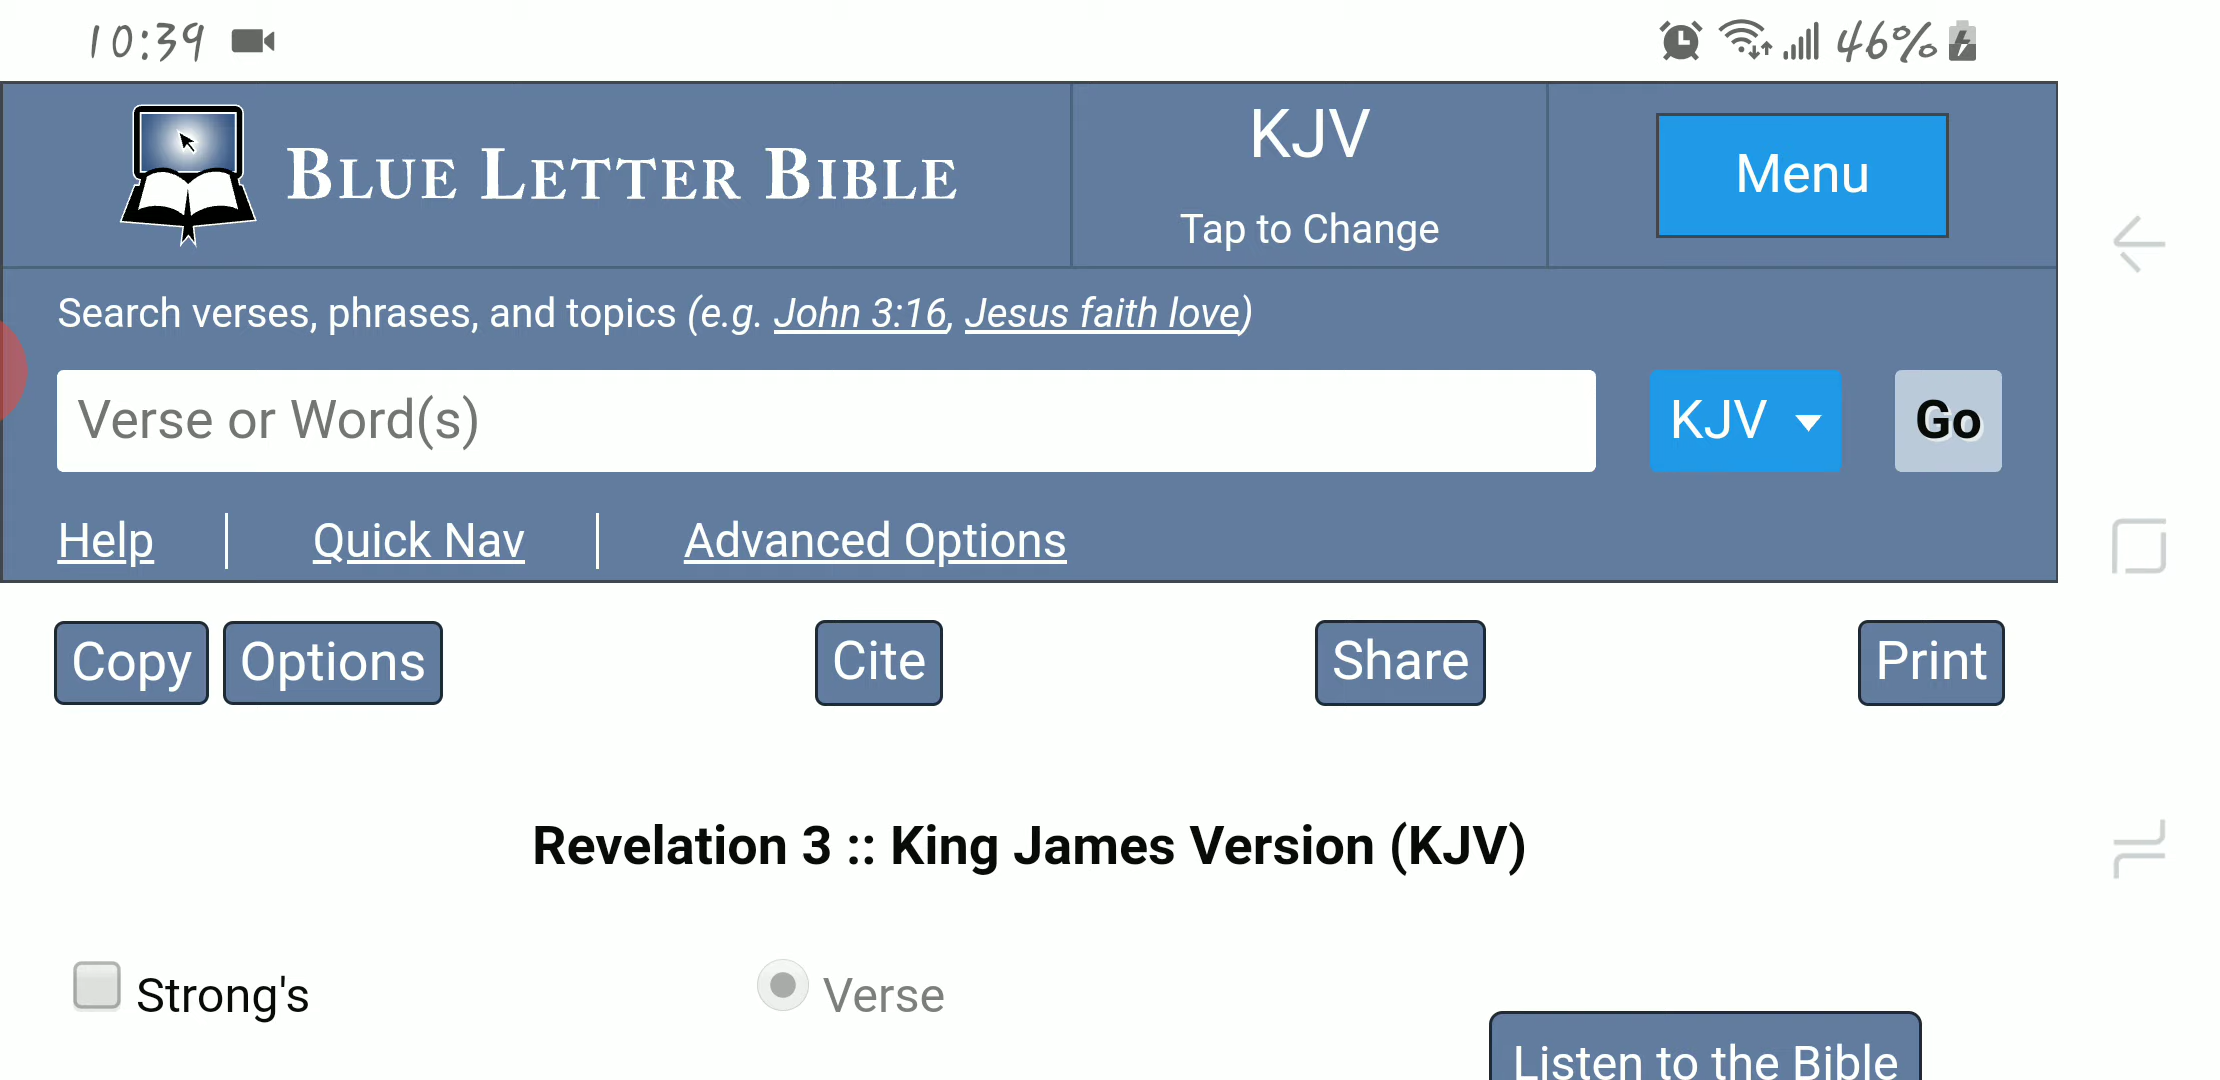 10:39 46%
BLUE LETTER BIBLE
KJV
Tap to Change
Menu
Search verses, phrases, and topics (e.g. John 3:16, Jesus faith love)
Verse or Word(s) KJV Go
Help | Quick Nav | Advanced Options
Copy Options Cite Share Print
Revelation 3 :: King James Version (KJV)
Strong's Verse
Listen to the Bible